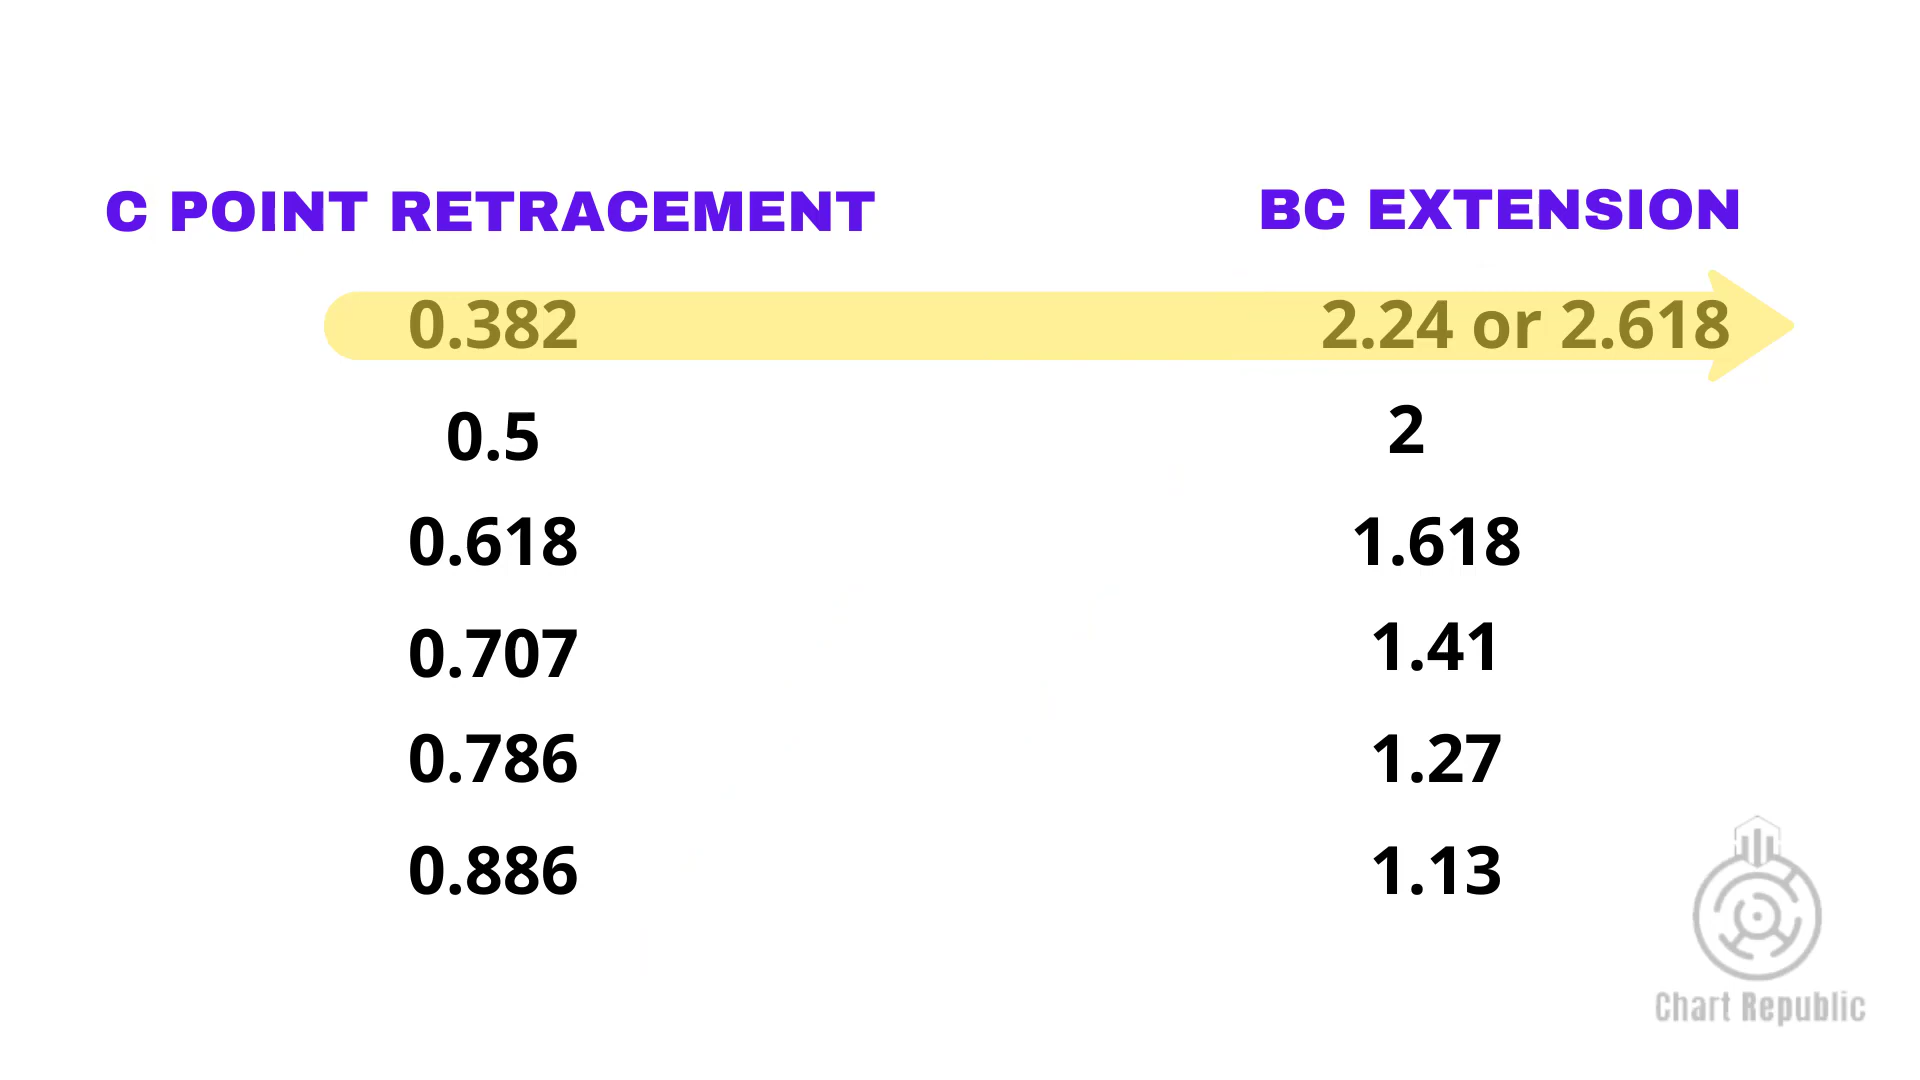 C POINT RETRACEMENT BC EXTENSION
0.382 2.24 or 2.618
0.5 2
0.618 1.618
0.707 1.41
0.786 1.27
0.886 1.13
Chart Republic